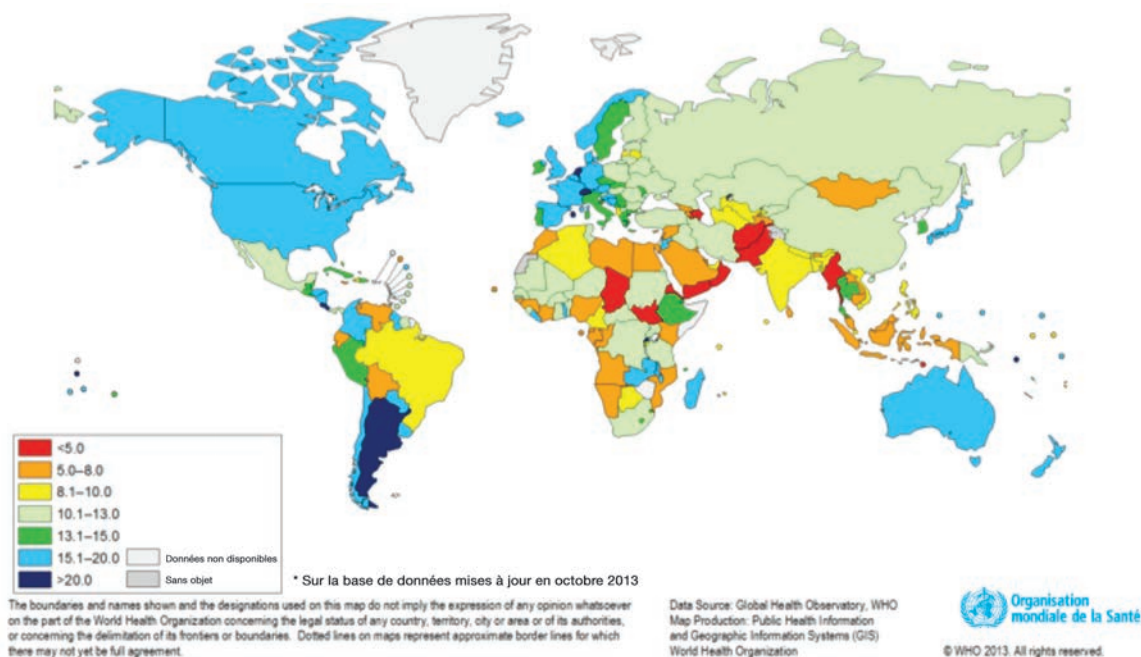 <5.0
5.0–8.0
8.1–10.0
10.1–13.0
13.1–15.0
15.1–20.0
>20.0
Données non disponibles
Sans objet
* Sur la base de données mises à jour en octobre 2013
The boundaries and names shown and the designations used on this map do not imply the expression of any opinion whatsoever
on the part of the World Health Organization concerning the legal status of any country, territory, city or area or of its authorities,
or concerning the delimitation of its frontiers or boundaries. Dotted lines on maps represent approximate border lines for which
there may not yet be full agreement.
Data Source: Global Health Observatory, WHO
Map Production: Public Health Information
and Geographic Information Systems (GIS)
World Health Organization
Organisation
mondiale de la Santé
© WHO 2013. All rights reserved.